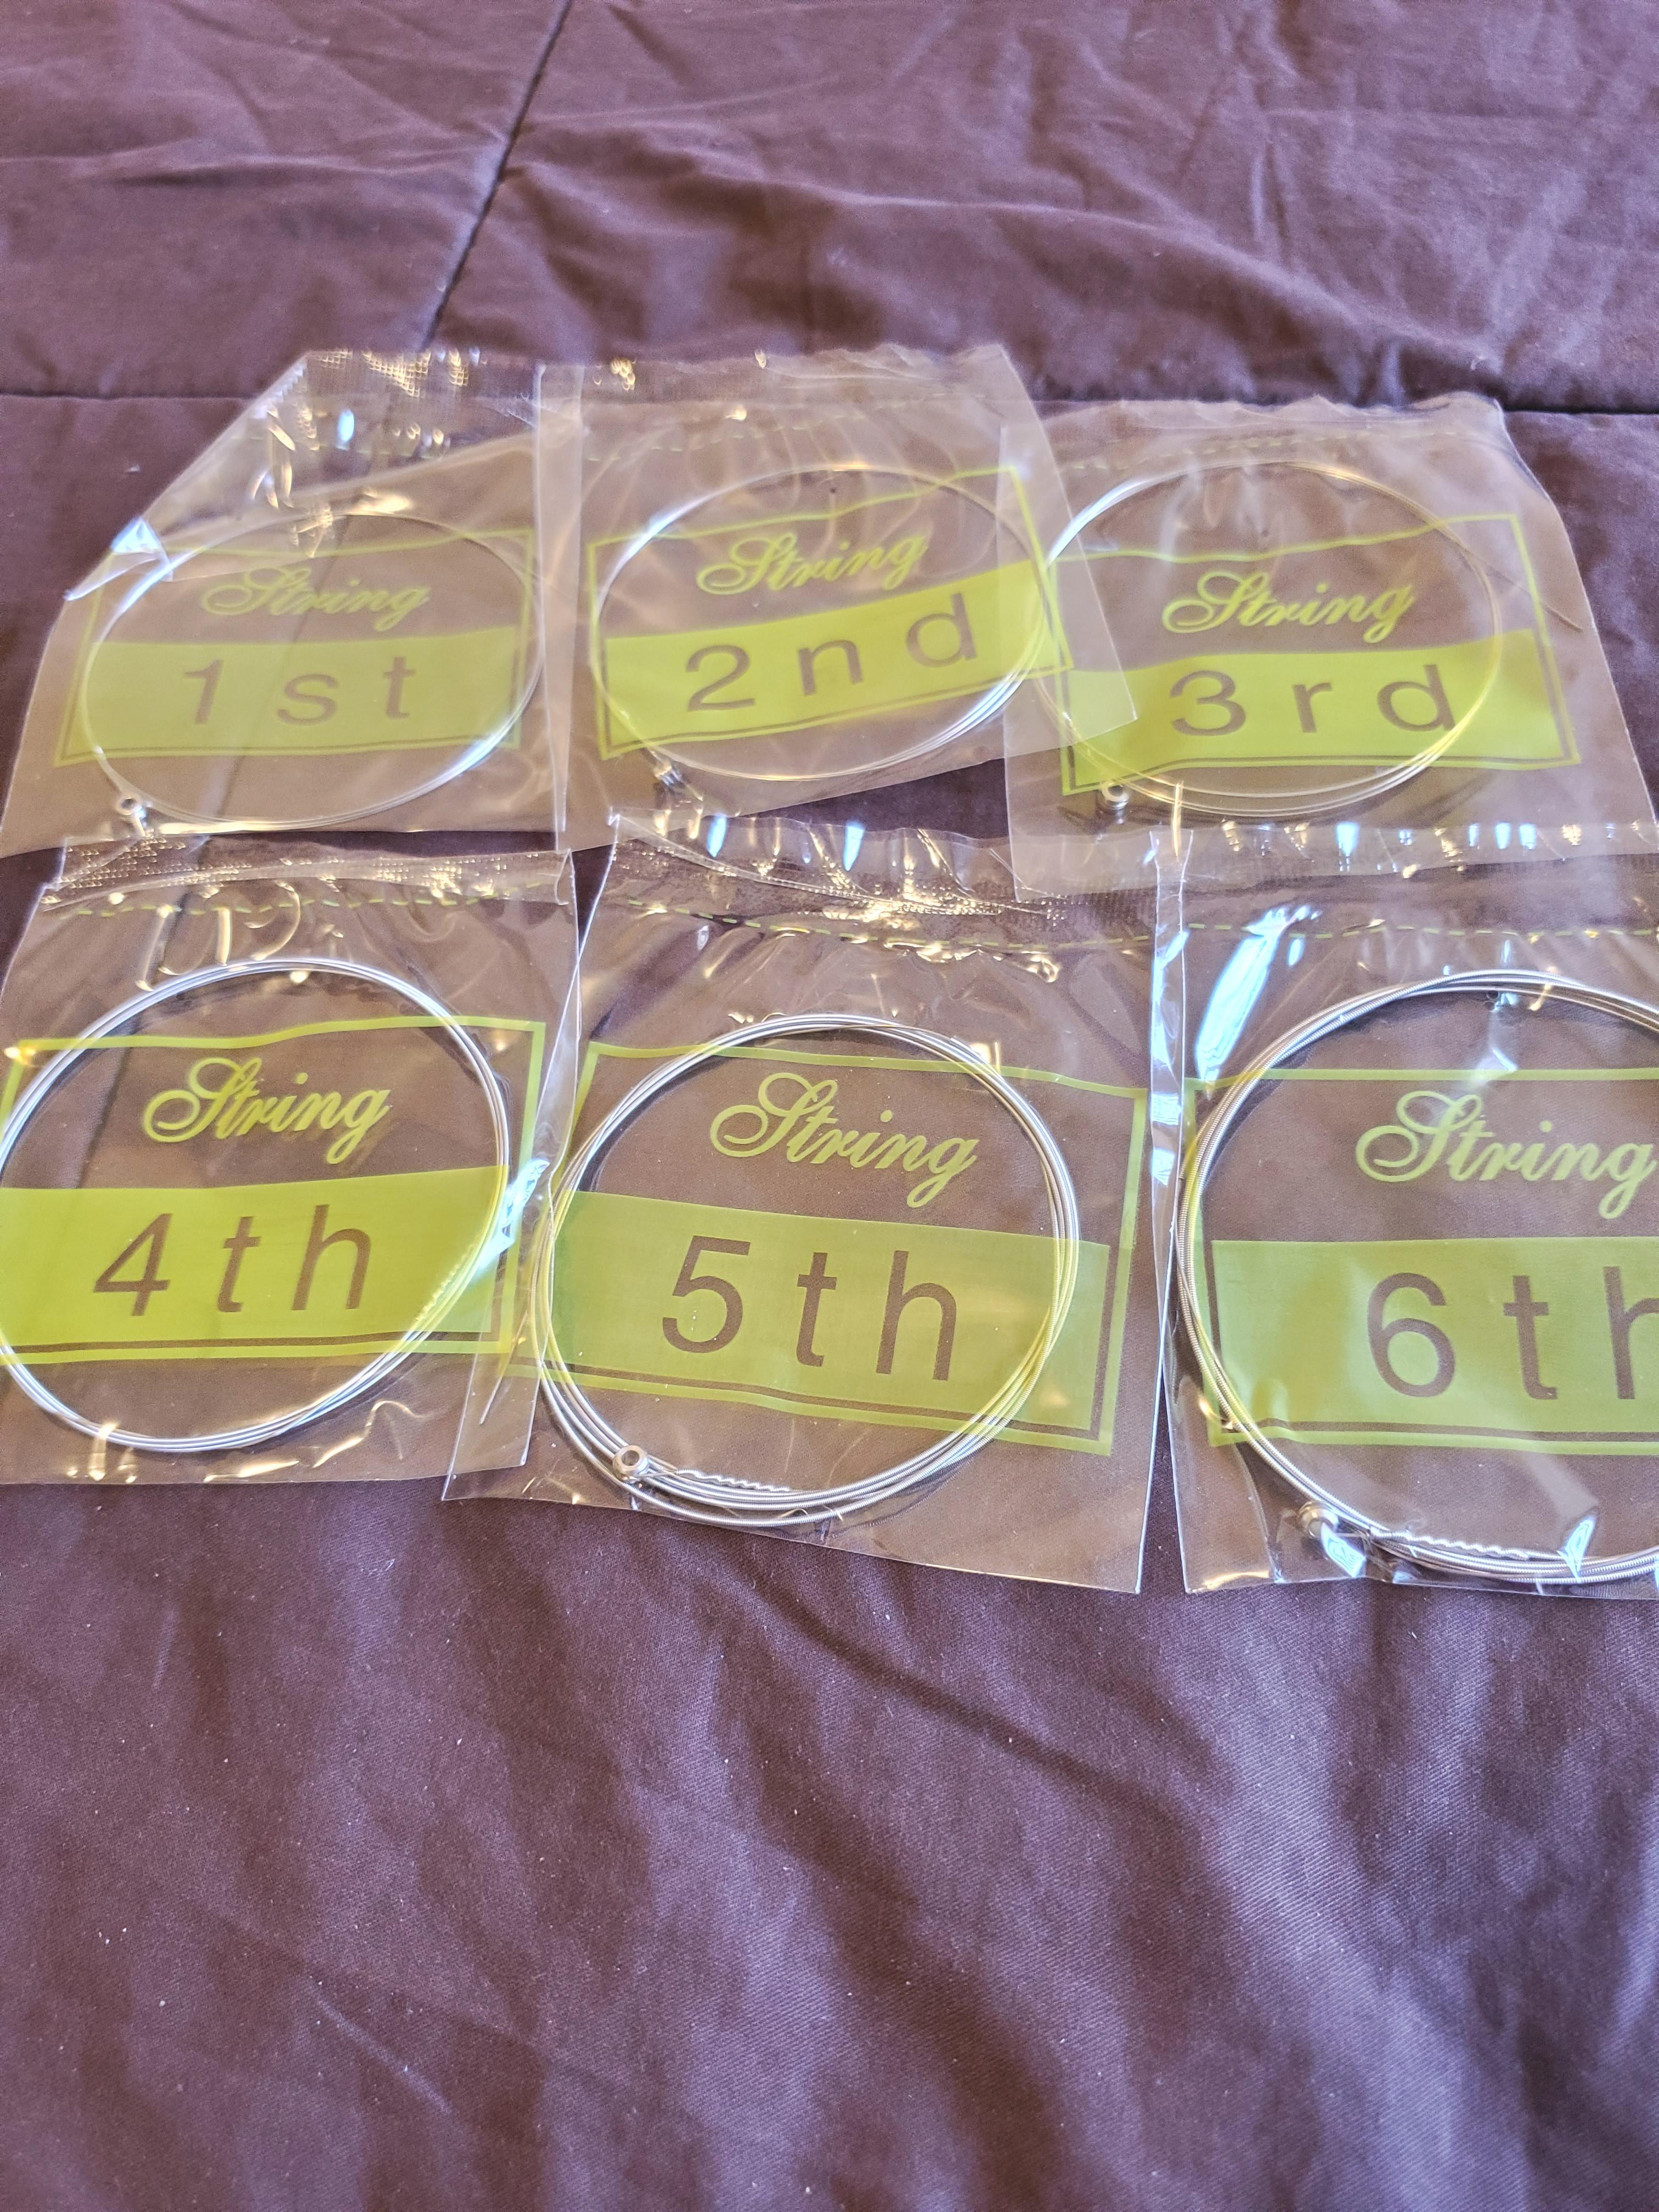 String
1st
String
2nd
String
3rd
String
4th
String
5th
String
6th